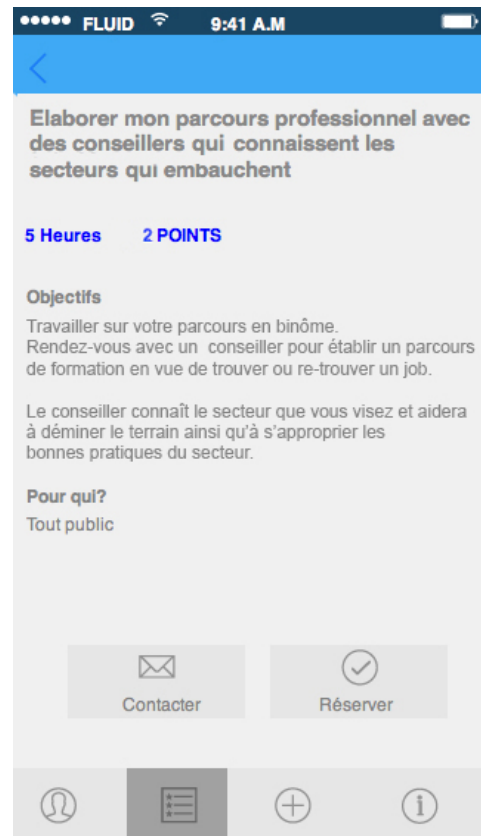 FLUID 9:41 A.M
Elaborer mon parcours professionnel avec
des conseillers qui connaissent les
secteurs qui embauchent
5 Heures 2 POINTS
Objectifs
Travailler sur votre parcours en binôme.
Rendez-vous avec un conseiller pour établir un parcours
de formation en vue de trouver ou re-trouver un job.
Le conseiller connaît le secteur que vous visez et aidera
à déminer le terrain ainsi qu'à s'approprier les
bonnes pratiques du secteur.
Pour qui?
Tout public
Contacter Réserver